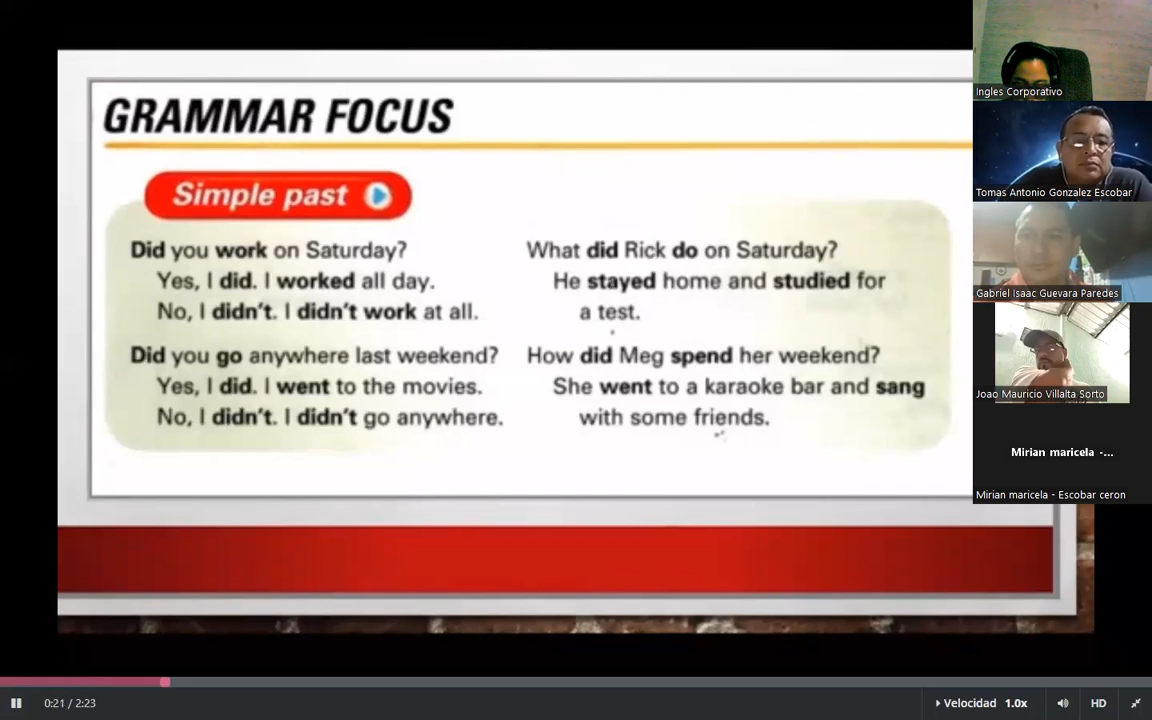 GRAMMAR FOCUS
Simple past
Did you work on Saturday?
Yes, I did. I worked all day.
No, I didn't. I didn't work at all.
Did you go anywhere last weekend?
Yes, I did. I went to the movies.
No, I didn't. I didn't go anywhere.
What did Rick do on Saturday?
He stayed home and studied for
a test.
How did Meg spend her weekend?
She went to a karaoke bar and sang
with some friends.
Ingles Corporativo
Tomas Antonio Gonzalez Escobar
Gabriel Isaac Guevara Paredes
Joao Mauricio Villalta Sorto
Mirian maricela -...
Mirian maricela - Escobar ceron
0:21 / 2:23
Velocidad 1.0x
HD